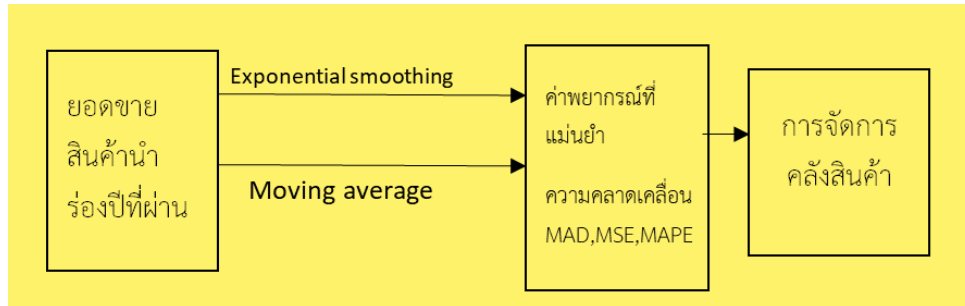 ยอดขาย
สินค้านำ
ร่องปีที่ผ่าน
Exponential smoothing
Moving average
ค่าพยากรณ์ที่
แม่นยำ
ความคลาดเคลื่อน
MAD,MSE,MAPE
การจัดการ
คลังสินค้า